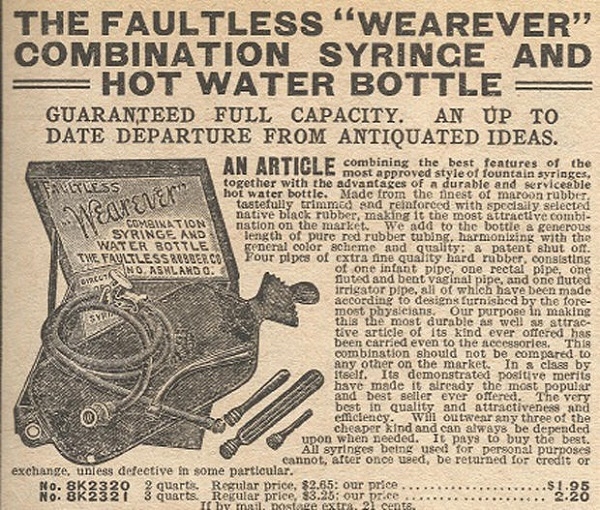 THE FAULTLESS "WEAREVER"
COMBINATION SYRINGE AND
HOT WATER BOTTLE
GUARANTEED FULL CAPACITY. AN UP TO
DATE DEPARTURE FROM ANTIQUATED IDEAS.
FAULTLESS
"Wearever"
COMBINATION
SYRINGE AND
WATER BOTTLE
THE FAULTLESS RUBBER CO
NO. ASHLAND O.
DIRECT
SYRI
AN ARTICLE combining the best features of the
most approved style of fountain syringes,
together with the advantages of a durable and serviceable
hot water bottle. Made from the finest of maroon rubber,
tastefully trimmed and reinforced with specially selected
native black rubber, making it the most attractive combi-
nation on the market. We add to the bottle a generous
length of pure red rubber tubing, harmonizing with the
general color scheme and quality; a patent shut off.
Four pipes of extra fine quality hard rubber, consisting
of one infant pipe, one rectal pipe, one
fluted and bent vaginal pipe, and one fluted
irrigator pipe, all of which have been made
according to designs furnished by the fore-
most physicians. Our purpose in making
this the most durable as well as attrac-
tive article of its kind ever offered has
been carried even to the accessories. This
combination should not be compared to
any other on the market. In a class by
itself. Its demonstrated positive merits
have made it already the most popular
and best seller ever offered. The very
best in quality and attractiveness and
efficiency. Will outwear any three of the
cheaper kind and can always be depended
upon when needed. It pays to buy the best.
All syringes being used for personal purposes
cannot, after once used, be returned for credit or
exchange, unless defective in some particular.
No. 8K2320 2 quarts. Regular price, $2.65; our price ................ $1.95
No. 8K2321 3 quarts. Regular price, $3.25; our price ................ 2.20
If by mail, postage extra, 21 cents.